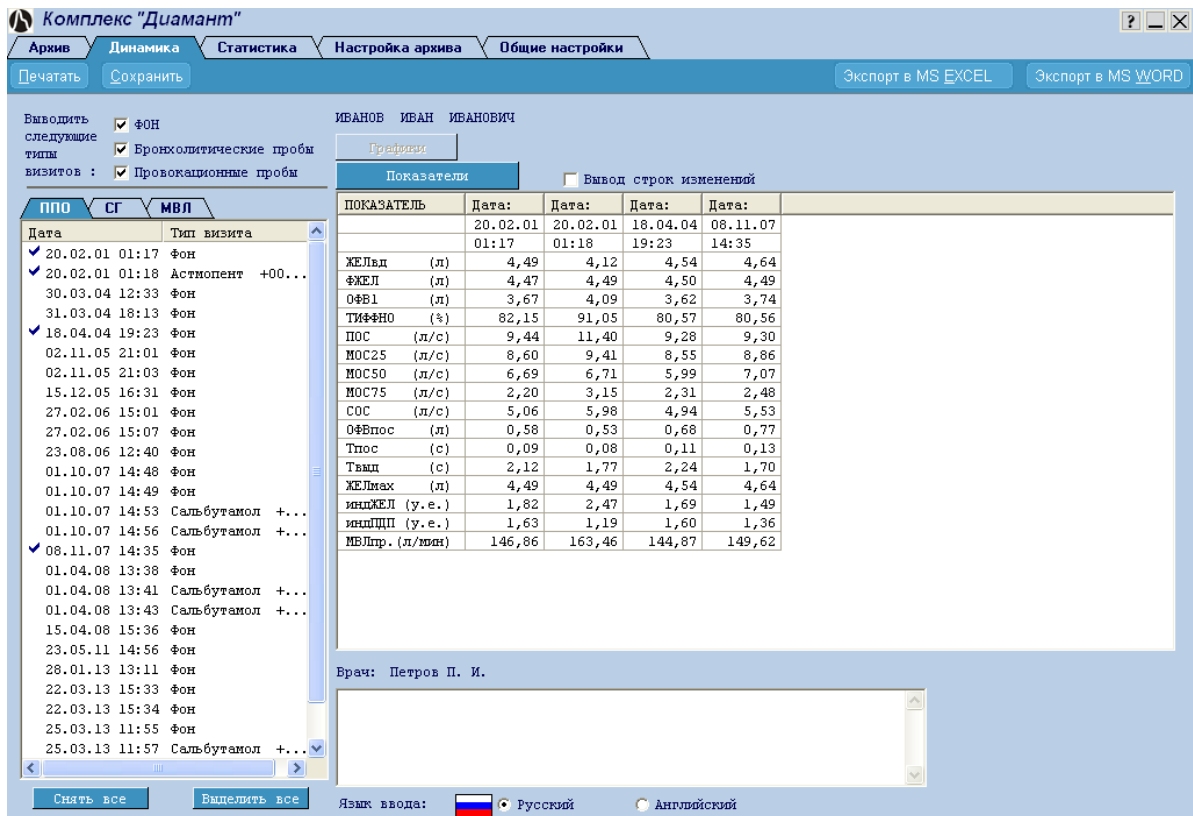 Комплекс "Диамант"
? _ X
Архив Динамика Статистика Настройка архива Общие настройки
Печатать Сохранить Экспорт в MS EXCEL Экспорт в MS WORD
Выводить
следующие
типы
визитов :
ФОН
Бронхолитические пробы
Провокационные пробы
ППО СГ МВЛ
Дата Тип визита
20.02.01 01:17 Фон
20.02.01 01:18 Астмопент +00...
30.03.04 12:33 Фон
31.03.04 18:13 Фон
18.04.04 19:23 Фон
02.11.05 21:01 Фон
02.11.05 21:03 Фон
15.12.05 16:31 Фон
27.02.06 15:01 Фон
27.02.06 15:07 Фон
23.08.06 12:40 Фон
01.10.07 14:48 Фон
01.10.07 14:49 Фон
01.10.07 14:53 Сальбутамол +...
01.10.07 14:56 Сальбутамол +...
08.11.07 14:35 Фон
01.04.08 13:38 Фон
01.04.08 13:41 Сальбутамол +...
01.04.08 13:43 Сальбутамол +...
15.04.08 15:36 Фон
23.05.11 14:56 Фон
28.01.13 13:11 Фон
22.03.13 15:33 Фон
22.03.13 15:34 Фон
25.03.13 11:55 Фон
25.03.13 11:57 Сальбутамол +...
Снять все Выделить все
ИВАНОВ ИВАН ИВАНОВИЧ
Графики
Показатели Вывод строк изменений
ПОКАЗАТЕЛЬ Дата: Дата: Дата: Дата:
20.02.01 20.02.01 18.04.04 08.11.07
01:17 01:18 19:23 14:35
ЖЕЛвд (л) 4,49 4,12 4,54 4,64
ФЖЕЛ (л) 4,47 4,49 4,50 4,49
ОФВ1 (л) 3,67 4,09 3,62 3,74
ТИФФНО (%) 82,15 91,05 80,57 80,56
ПОС (л/с) 9,44 11,40 9,28 9,30
МОС25 (л/с) 8,60 9,41 8,55 8,86
МОС50 (л/с) 6,69 6,71 5,99 7,07
МОС75 (л/с) 2,20 3,15 2,31 2,48
СОС (л/с) 5,06 5,98 4,94 5,53
ОФВпос (л) 0,58 0,53 0,68 0,77
Тпос (с) 0,09 0,08 0,11 0,13
Твыд (с) 2,12 1,77 2,24 1,70
ЖЕЛмах (л) 4,49 4,49 4,54 4,64
индЖЕЛ (у.е.) 1,82 2,47 1,69 1,49
индПДП (у.е.) 1,63 1,19 1,60 1,36
МВЛпр.(л/мин) 146,86 163,46 144,87 149,62
Врач: Петров П. И.
Язык ввода: Русский Английский